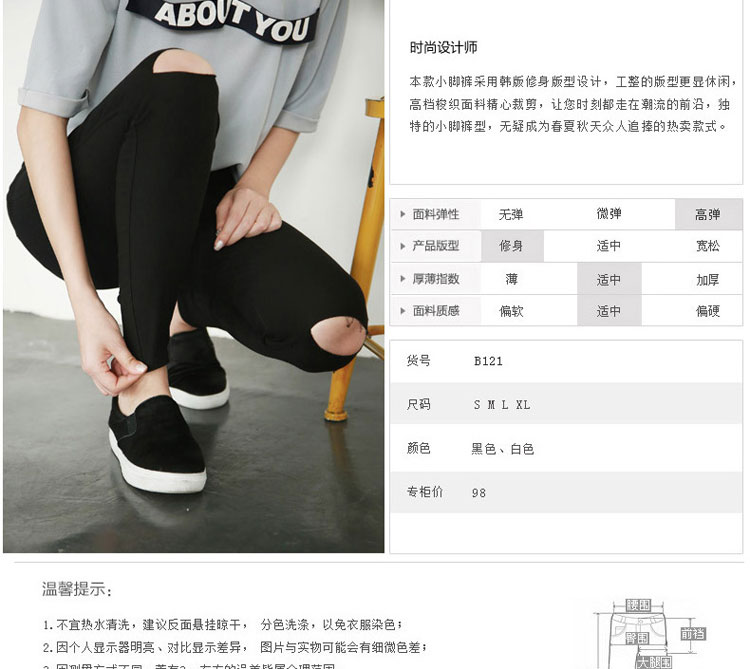 ABOUT YOU
时尚设计师
本款小脚裤采用韩版修身版型设计，工整的版型更显休闲，
高档梭织面料精心裁剪，让您时刻都走在潮流的前沿，独
特的小脚裤型，无疑成为春夏秋天众人追捧的热卖款式。
面料弹性 无弹 微弹 高弹
产品版型 修身 适中 宽松
厚薄指数 薄 适中 加厚
面料质感 偏软 适中 偏硬
货号 B121
尺码 S M L XL
颜色 黑色、白色
专柜价 98
温馨提示：
1.不宜热水清洗，建议反面悬挂晾干， 分色洗涤，以免衣服染色；
2.因个人显示器明亮、对比显示差异， 图片与实物可能会有细微色差；
腰围
臀围
前裆
大腿围